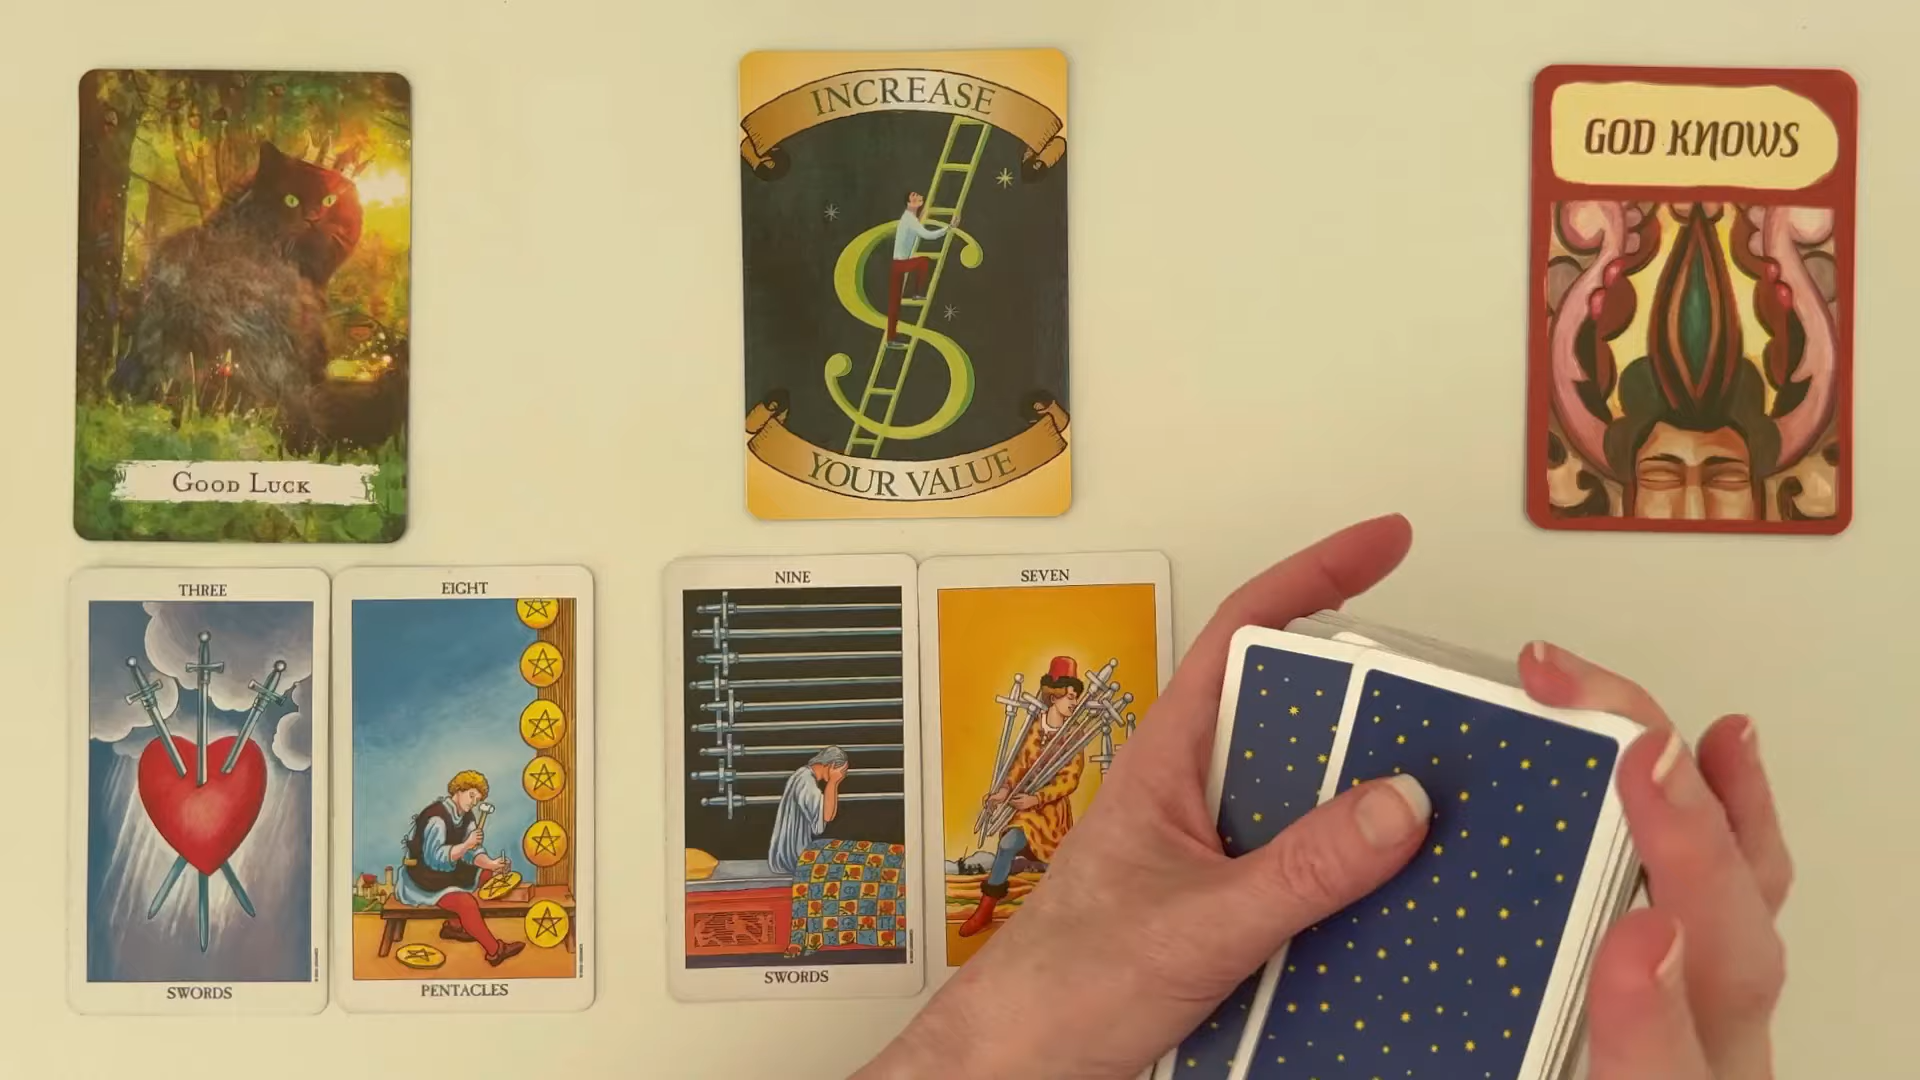 GOOD LUCK
INCREASE
YOUR VALUE
GOD KNOWS
THREE
SWORDS
EIGHT
PENTACLES
NINE
SWORDS
SEVEN